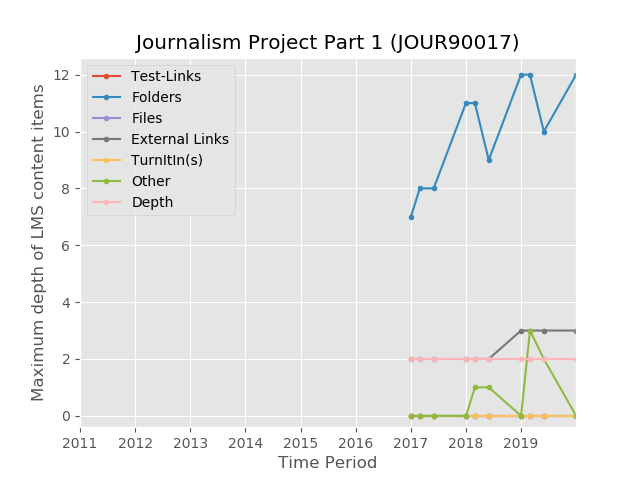 Journalism Project Part 1 (JOUR90017)
Maximum depth of LMS content items
12
10
8
6
4
2
0
Test-Links
Folders
Files
External Links
TurnItIn(s)
Other
Depth
2011 2012 2013 2014 2015 2016 2017 2018 2019
Time Period